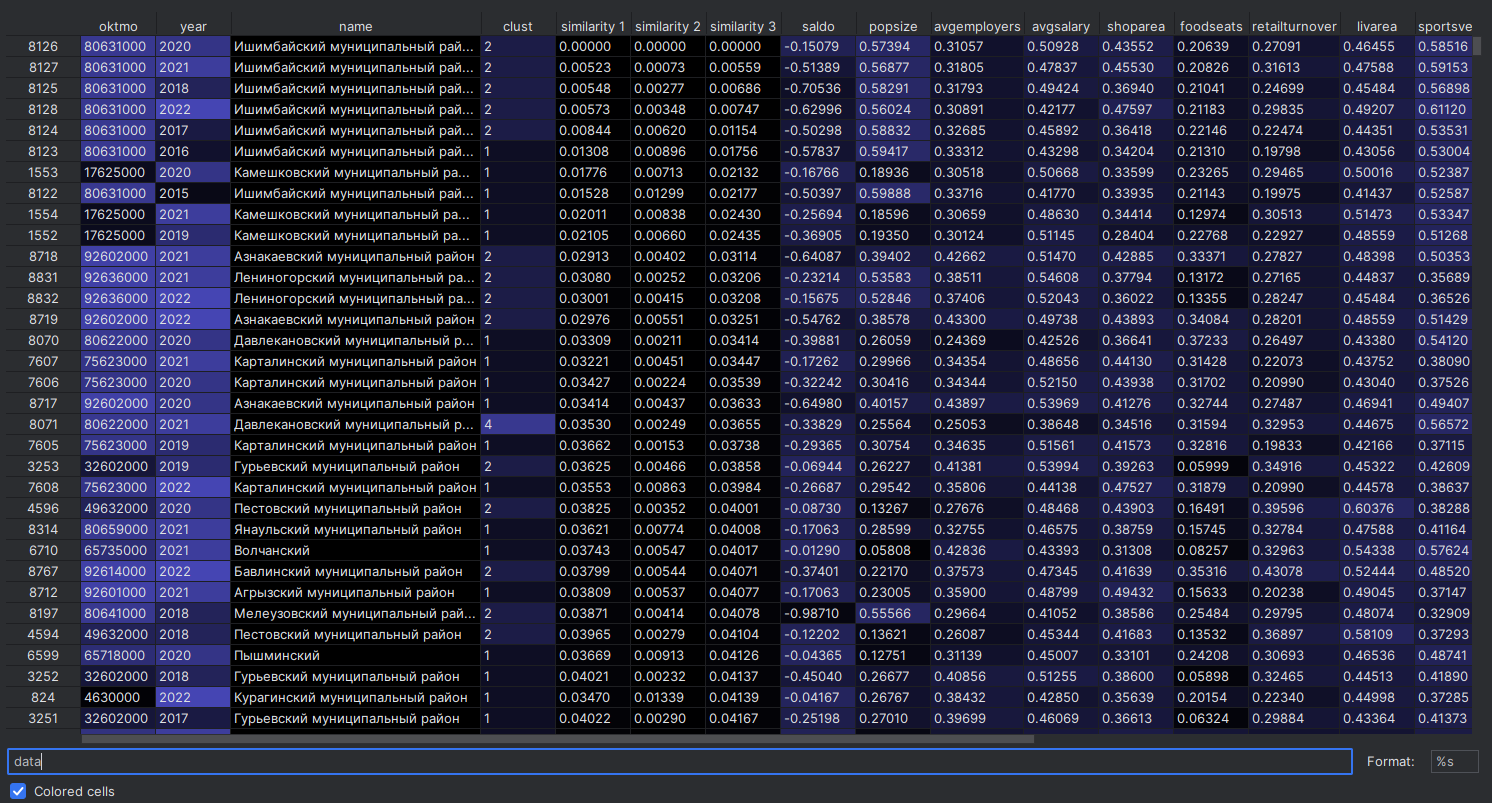 oktmo year name clust similarity 1 similarity 2 similarity 3 saldo popsize avgemployers avgsalary shoparea foodseats retailturnover livarea sportsve
8126 80631000 2020 Ишимбайский муниципальный рай... 2 0.00000 0.00000 0.00000 -0.15079 0.57394 0.31057 0.50928 0.43552 0.20639 0.27091 0.46455 0.58516
8127 80631000 2021 Ишимбайский муниципальный рай... 2 0.00523 0.00073 0.00559 -0.51389 0.56877 0.31805 0.47837 0.45530 0.20826 0.31613 0.47588 0.59153
8125 80631000 2018 Ишимбайский муниципальный рай... 2 0.00548 0.00277 0.00686 -0.70536 0.58291 0.31793 0.49424 0.36940 0.21041 0.24699 0.45484 0.56898
8128 80631000 2022 Ишимбайский муниципальный рай... 2 0.00573 0.00348 0.00747 -0.62996 0.56024 0.30891 0.42177 0.47597 0.21183 0.29835 0.49207 0.61120
8124 80631000 2017 Ишимбайский муниципальный рай... 2 0.00844 0.00620 0.01154 -0.50298 0.58832 0.32685 0.45892 0.36418 0.22146 0.22474 0.44351 0.53531
8123 80631000 2016 Ишимбайский муниципальный рай... 1 0.01308 0.00896 0.01756 -0.57837 0.59417 0.33312 0.43298 0.34204 0.21310 0.19798 0.43056 0.53004
1553 17625000 2020 Камешковский муниципальный ра... 1 0.01776 0.00713 0.02132 -0.16766 0.18936 0.30518 0.50668 0.33599 0.23265 0.29465 0.50016 0.52387
8122 80631000 2015 Ишимбайский муниципальный рай... 1 0.01528 0.01299 0.02177 -0.50397 0.59888 0.33716 0.41770 0.33935 0.21143 0.19975 0.41437 0.52587
1554 17625000 2021 Камешковский муниципальный ра... 1 0.02011 0.00838 0.02430 -0.25694 0.18596 0.30659 0.48630 0.34414 0.12974 0.30513 0.51473 0.53347
1552 17625000 2019 Камешковский муниципальный ра... 1 0.02105 0.00660 0.02435 -0.36905 0.19350 0.30124 0.51145 0.28404 0.22768 0.22927 0.48559 0.51268
8718 92602000 2021 Азнакаевский муниципальный район 2 0.02913 0.00402 0.03114 -0.64087 0.39402 0.42662 0.51470 0.42885 0.33371 0.27827 0.48398 0.50353
8831 92636000 2021 Лениногорский муниципальный ра... 2 0.03080 0.00252 0.03206 -0.23214 0.53583 0.38511 0.54608 0.37794 0.13172 0.27165 0.44837 0.35689
8832 92636000 2022 Лениногорский муниципальный ра... 2 0.03001 0.00415 0.03208 -0.15675 0.52846 0.37406 0.52043 0.36022 0.13355 0.28247 0.45484 0.36526
8719 92602000 2022 Азнакаевский муниципальный район 2 0.02976 0.00551 0.03251 -0.54762 0.38578 0.43300 0.49738 0.43893 0.34084 0.28201 0.48559 0.51429
8070 80622000 2020 Давлекановский муниципальный р... 2 0.03309 0.00211 0.03414 -0.39881 0.26059 0.24369 0.42526 0.36641 0.37233 0.26497 0.43380 0.54120
7607 75623000 2021 Карталинский муниципальный район 1 0.03221 0.00451 0.03447 -0.17262 0.29966 0.34354 0.48656 0.44130 0.31428 0.22073 0.43752 0.38090
7606 75623000 2020 Карталинский муниципальный район 1 0.03427 0.00224 0.03539 -0.32242 0.30416 0.34344 0.52150 0.43938 0.31702 0.20990 0.43040 0.37526
8717 92602000 2020 Азнакаевский муниципальный район 1 0.03414 0.00437 0.03633 -0.64980 0.40157 0.43897 0.53969 0.41276 0.32744 0.27487 0.46941 0.49407
8071 80622000 2021 Давлекановский муниципальный р... 4 0.03530 0.00249 0.03655 -0.33829 0.25564 0.25053 0.38648 0.34516 0.31594 0.32953 0.44675 0.56572
7605 75623000 2019 Карталинский муниципальный район 1 0.03662 0.00153 0.03738 -0.29365 0.30754 0.34635 0.51561 0.41573 0.32816 0.19833 0.42166 0.37115
3253 32602000 2019 Гурьевский муниципальный район 2 0.03625 0.00466 0.03858 -0.06944 0.26227 0.41381 0.53994 0.39263 0.05999 0.34916 0.45322 0.42609
7608 75623000 2022 Карталинский муниципальный район 1 0.03553 0.00863 0.03984 -0.26687 0.29542 0.35806 0.44138 0.47527 0.31879 0.20990 0.44578 0.38637
4596 49632000 2020 Пестовский муниципальный район 2 0.03825 0.00352 0.04001 -0.08730 0.13267 0.27676 0.48468 0.43903 0.16491 0.39596 0.60376 0.38288
8314 80659000 2021 Янаульский муниципальный район 1 0.03621 0.00774 0.04008 -0.17063 0.28599 0.32755 0.46575 0.38759 0.15745 0.32784 0.47588 0.41164
6710 65735000 2021 Волчанский 1 0.03743 0.00547 0.04017 -0.01290 0.05808 0.42836 0.43393 0.31308 0.08257 0.32963 0.54338 0.57624
8767 92614000 2022 Бавлинский муниципальный район 2 0.03799 0.00544 0.04071 -0.37401 0.22170 0.37573 0.47345 0.41639 0.35316 0.43078 0.52444 0.48520
8712 92601000 2021 Агрызский муниципальный район 1 0.03809 0.00537 0.04077 -0.17063 0.23005 0.35900 0.48799 0.49432 0.15633 0.20238 0.49045 0.37147
8197 80641000 2018 Мелеузовский муниципальный рай... 2 0.03871 0.00414 0.04078 -0.98710 0.55566 0.29664 0.41052 0.38586 0.25484 0.29795 0.48074 0.32909
4594 49632000 2018 Пестовский муниципальный район 2 0.03965 0.00279 0.04104 -0.12202 0.13621 0.26087 0.45344 0.41683 0.13532 0.36897 0.58109 0.37293
6599 65718000 2020 Пышминский 1 0.03669 0.00913 0.04126 -0.04365 0.12751 0.31139 0.45007 0.33101 0.24208 0.30693 0.46536 0.48741
3252 32602000 2018 Гурьевский муниципальный район 1 0.04021 0.00232 0.04137 -0.45040 0.26677 0.40856 0.51255 0.38600 0.05898 0.32465 0.44513 0.41890
824 4630000 2022 Курагинский муниципальный район 1 0.03470 0.01339 0.04139 -0.04167 0.26767 0.38432 0.42850 0.35639 0.20154 0.22340 0.44998 0.37285
3251 32602000 2017 Гурьевский муниципальный район 1 0.04022 0.00290 0.04167 -0.25198 0.27010 0.39699 0.46069 0.36613 0.06324 0.29884 0.43364 0.41373
data Format: %s
Colored cells